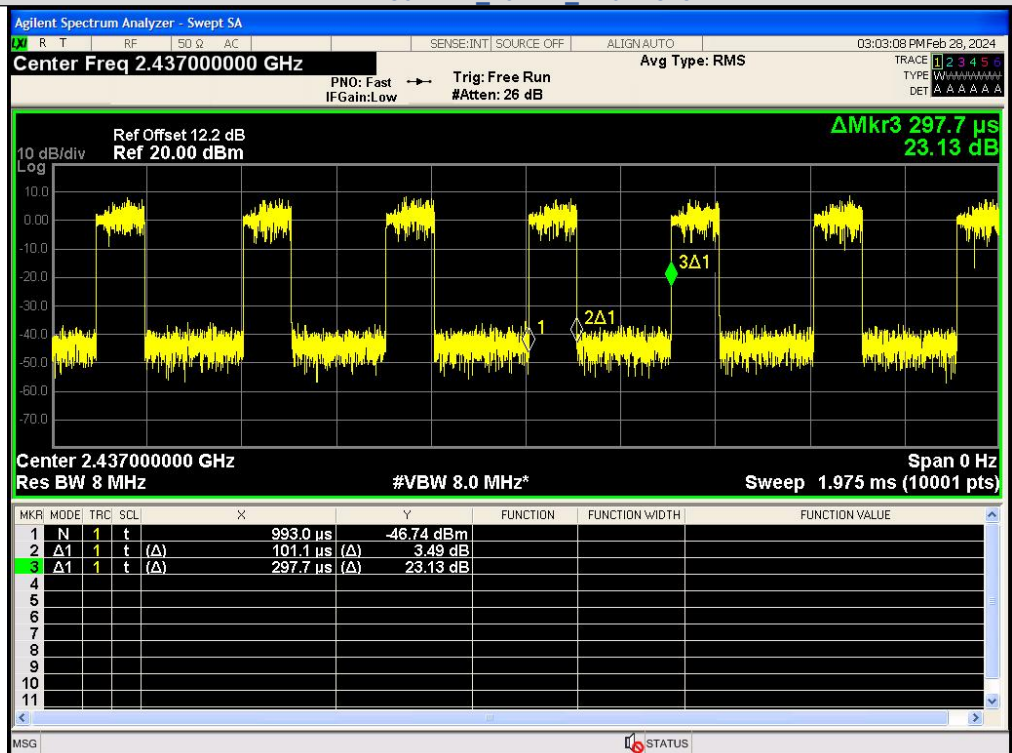 Agilent Spectrum Analyzer - Swept SA
LXI R T RF 50 Ω AC SENSE:INT SOURCE OFF ALIGN AUTO 03:03:08 PM Feb 28, 2024
Center Freq 2.437000000 GHz
Avg Type: RMS
TRACE 1 2 3 4 5 6
PNO: Fast
Trig: Free Run
TYPE
IFGain:Low
#Atten: 26 dB
DET A A A A A A
ΔMkr3 297.7 µs
23.13 dB
Ref Offset 12.2 dB
10 dB/div Ref 20.00 dBm
Log
10.0
0.00
-10.0
-20.0
-30.0
-40.0
-50.0
-60.0
-70.0
3Δ1
2Δ1
1
Center 2.437000000 GHz Span 0 Hz
Res BW 8 MHz #VBW 8.0 MHz* Sweep 1.975 ms (10001 pts)
MKR MODE TRC SCL X Y FUNCTION FUNCTION WIDTH FUNCTION VALUE
1 N 1 t 993.0 µs -46.74 dBm
2 Δ1 1 t (Δ) 101.1 µs (Δ) 3.49 dB
3 Δ1 1 t (Δ) 297.7 µs (Δ) 23.13 dB
4
5
6
7
8
9
10
11
MSG STATUS